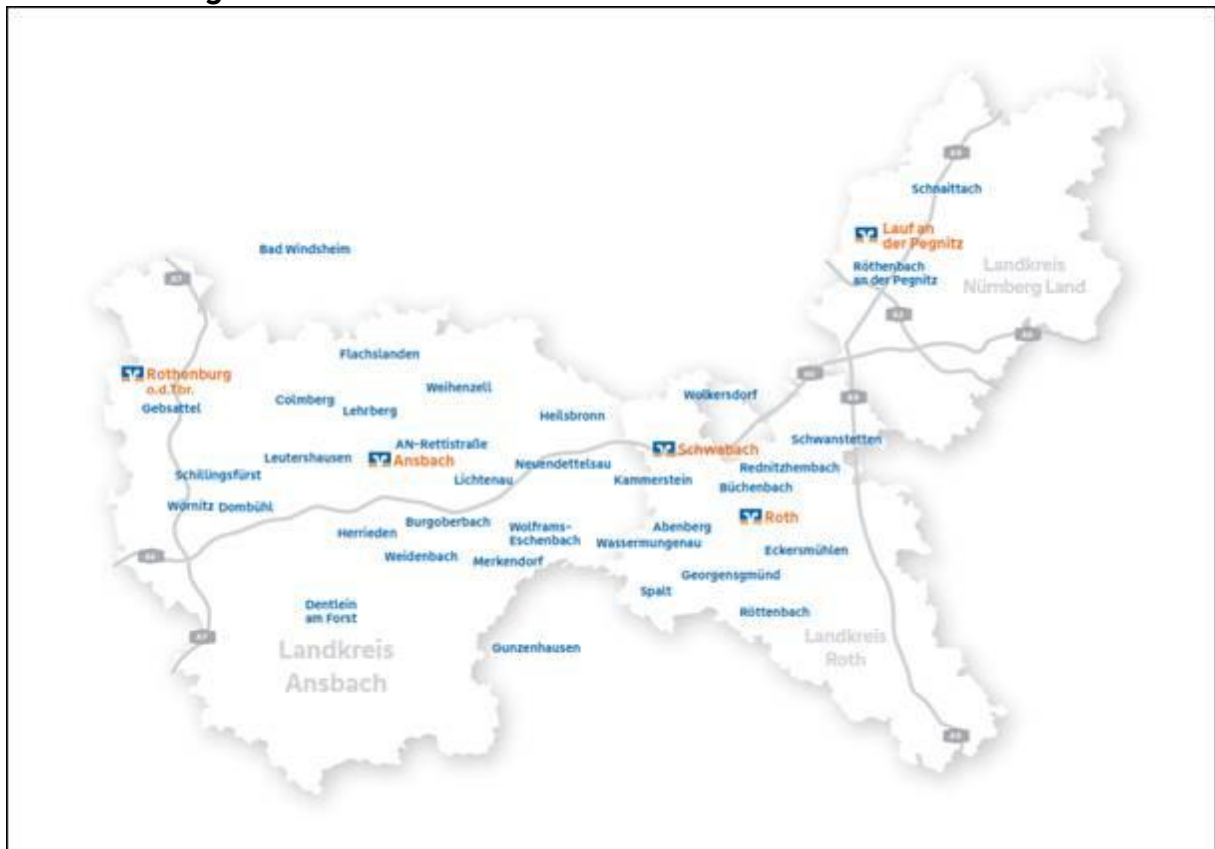 Schnaittach
Lauf an
der Pegnitz
Bad Windsheim
Röthenbach
an der Pegnitz
Landkreis
Nürnberg Land
A7
Flachslanden
Rothenburg
o.d.Tbr.
Weihenzell
Wolkersdorf
Colmberg
Gebsattel
Lehrberg
Heilsbronn
AN-Rettistraße
Schwanstetten
Schwabach
Leutershausen
Ansbach
Neuendettelsau
Rednitzhembach
Schillingsfürst
Lichtenau
Kammerstein
Büchenbach
Wörnitz
Dombühl
Roth
Burgoberbach
Wolframs-
Eschenbach
Abenberg
Herrieden
Wassermungenau
Eckersmühlen
Weidenbach
Merkendorf
Georgensgmünd
Spalt
Dentlein
am Forst
Röttenbach
A7
Landkreis
Ansbach
Gunzenhausen
Landkreis
Roth